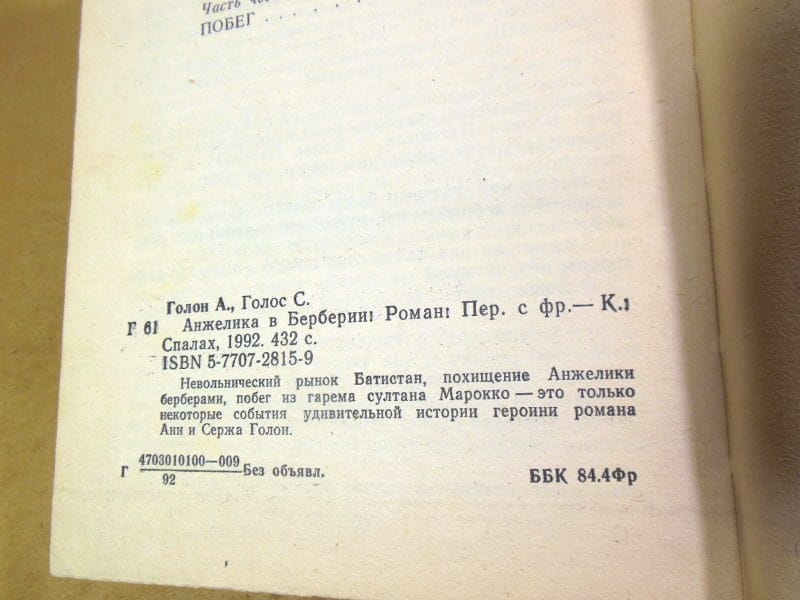 Часть
ПОБЕГ . . . . .
Голон А., Голос С.
Г 61 Анжелика в Берберии: Роман: Пер. с фр.— К.:
Спалах, 1992. 432 с.
ISBN 5-7707-2815-9
Невольнический рынок Батистан, похищение Анжелики
берберами, побег из гарема султана Марокко — это только
некоторые события удивительной истории героини романа
Анн и Сержа Голон.
Г 4703010100—009 Без объявл.
92
ББК 84.4Фр